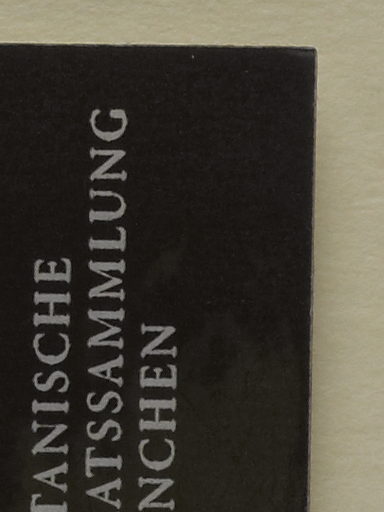 TANISCHE
ATSSAMMLUNG
NCHEN